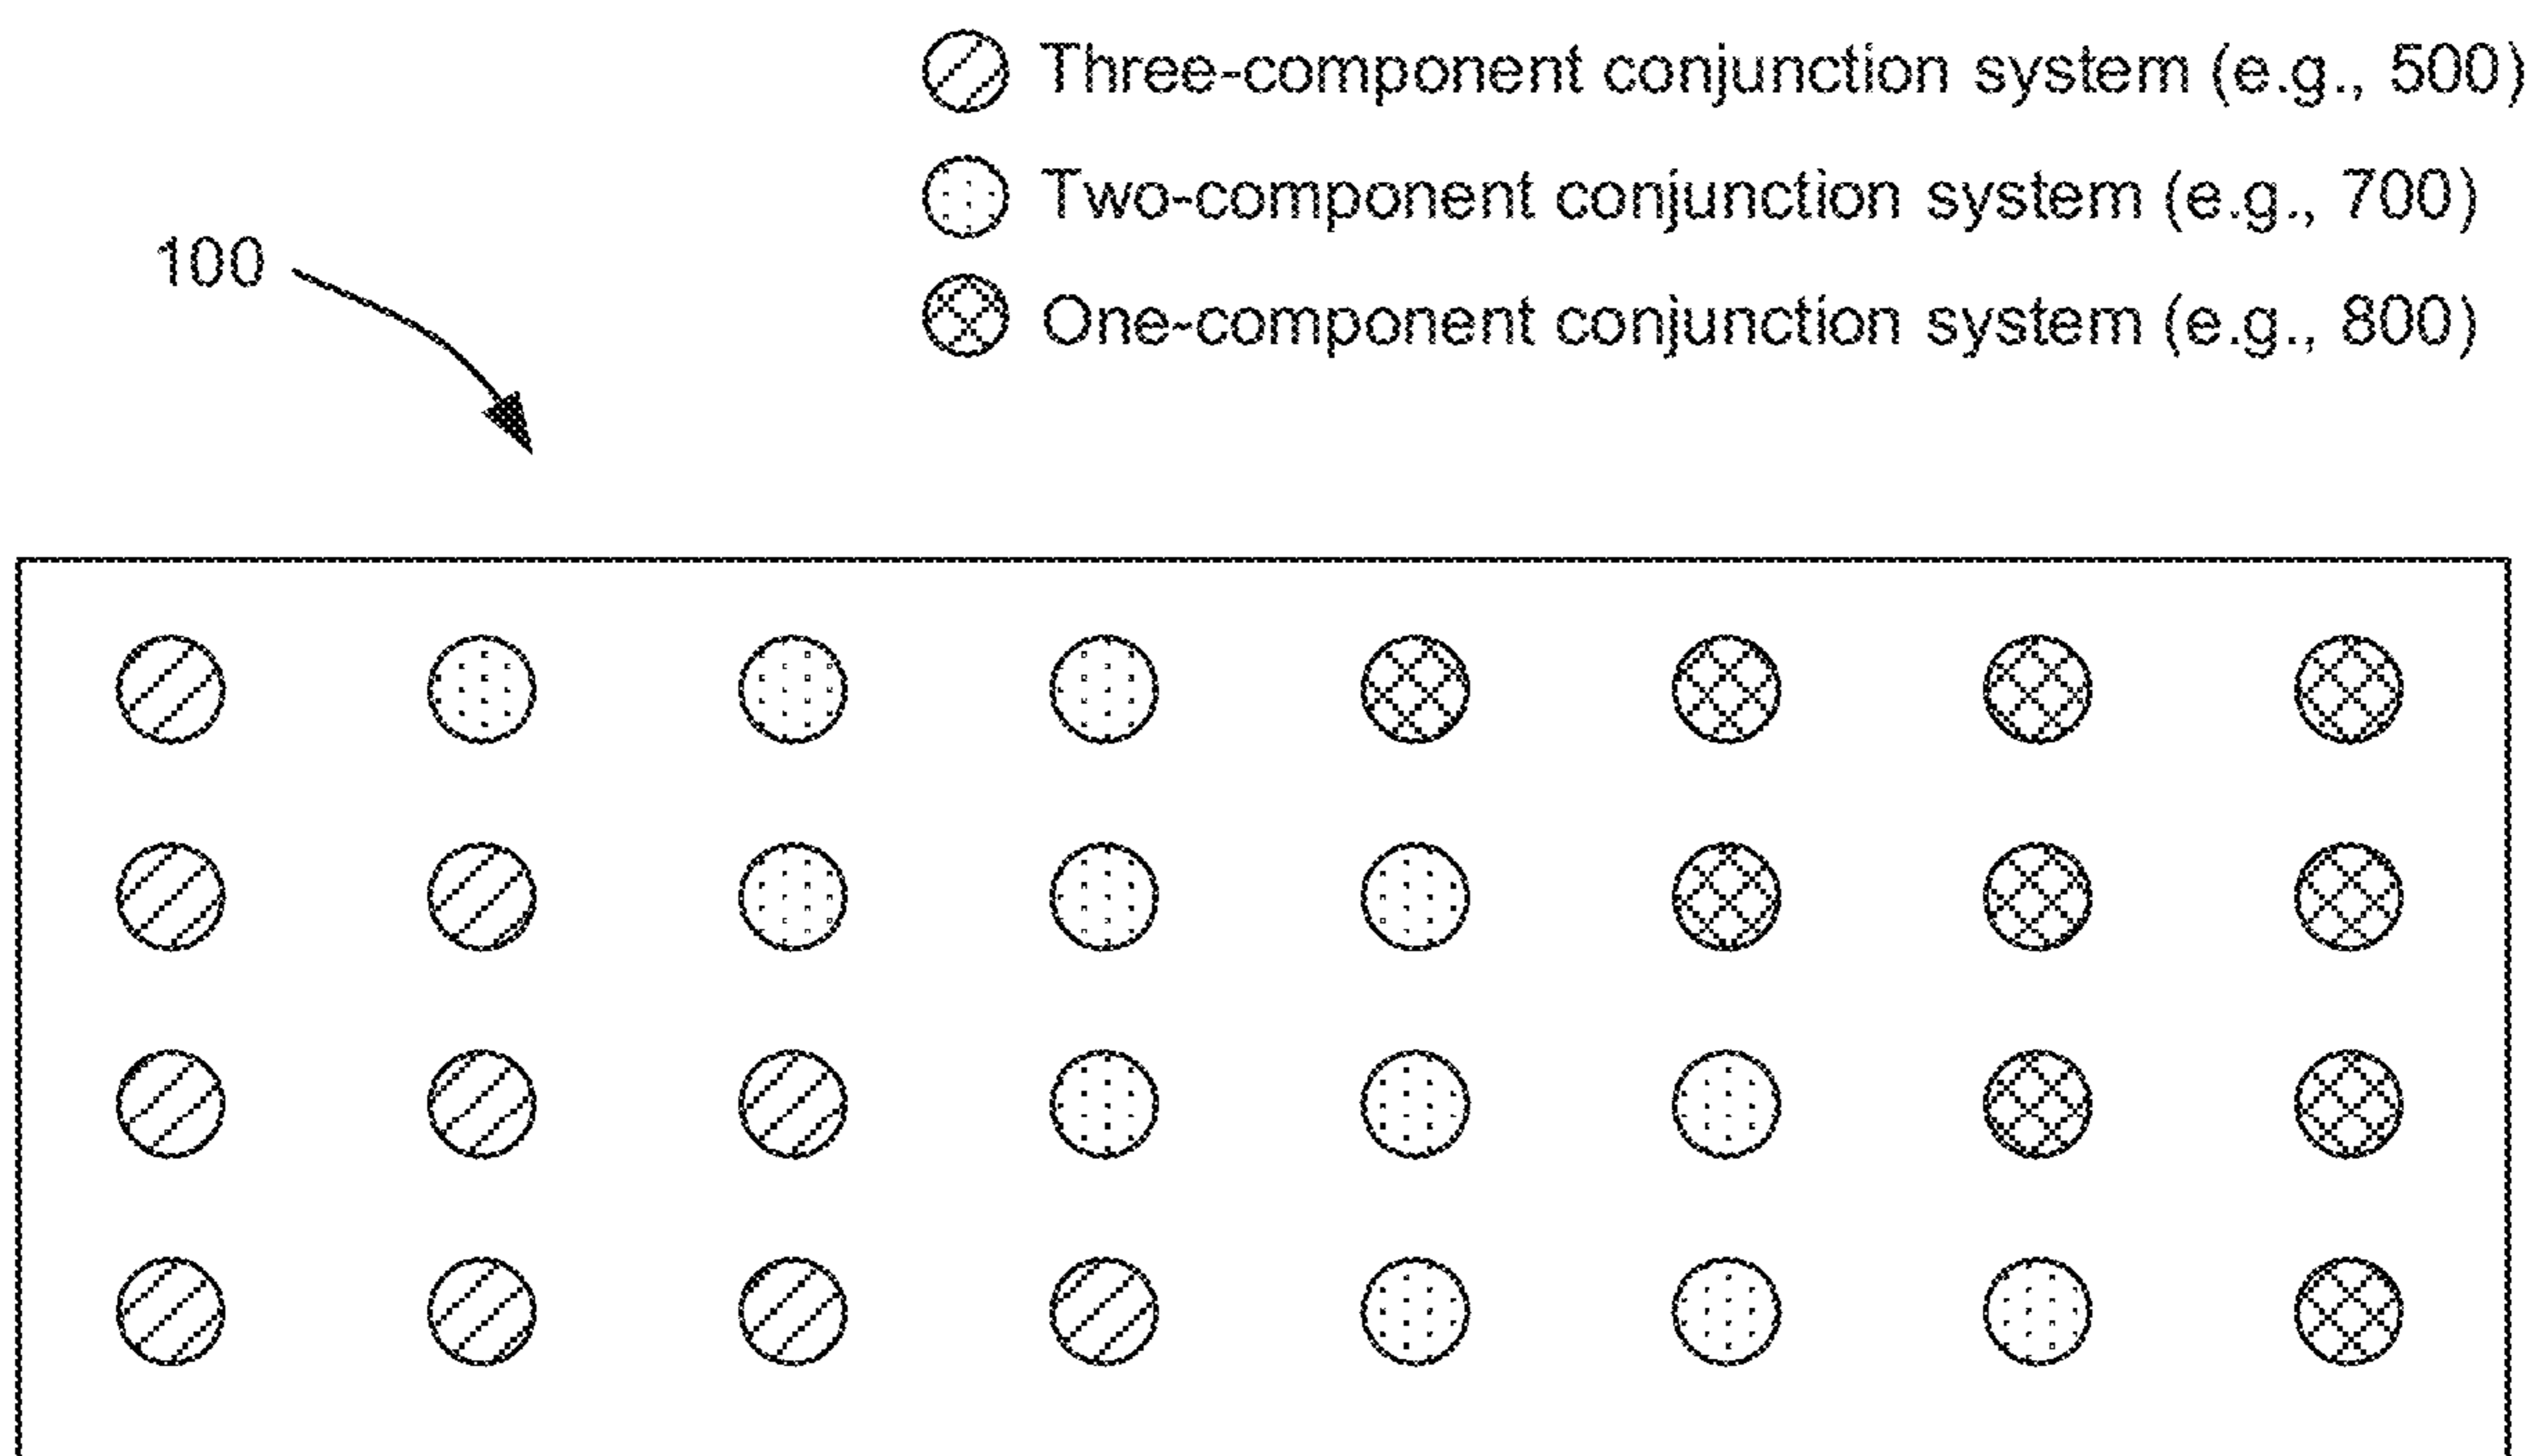 Three-component conjunction system (e.g., 500)
Two-component conjunction system (e.g., 700)
One-component conjunction system (e.g., 800)
100